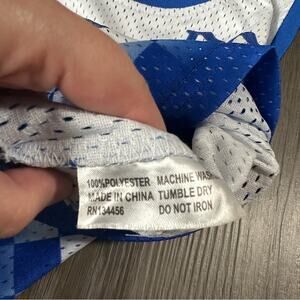 100%POLYESTER MACHINE WASH
MADE IN CHINA TUMBLE DRY
RN134456 DO NOT IRON